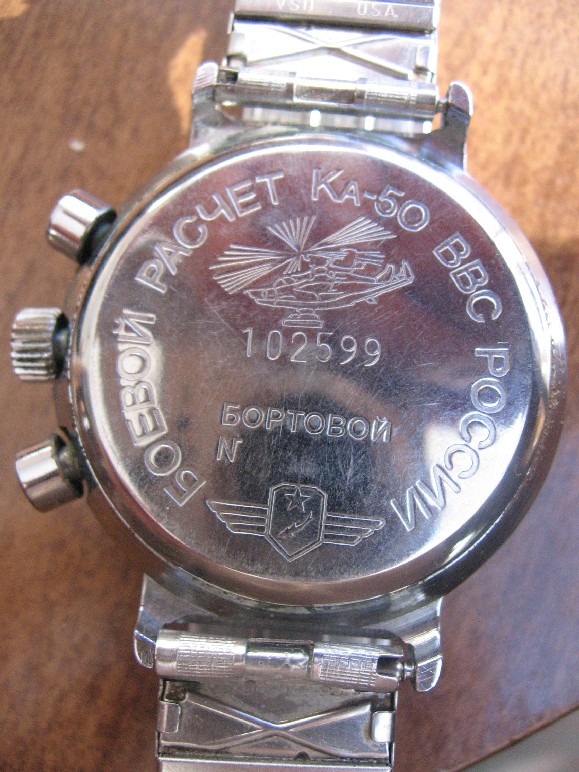 USA
БОЕВОЙ РАСЧЕТ КА-50 ВВС РОССИИ
102599
БОРТОВОЙ
N